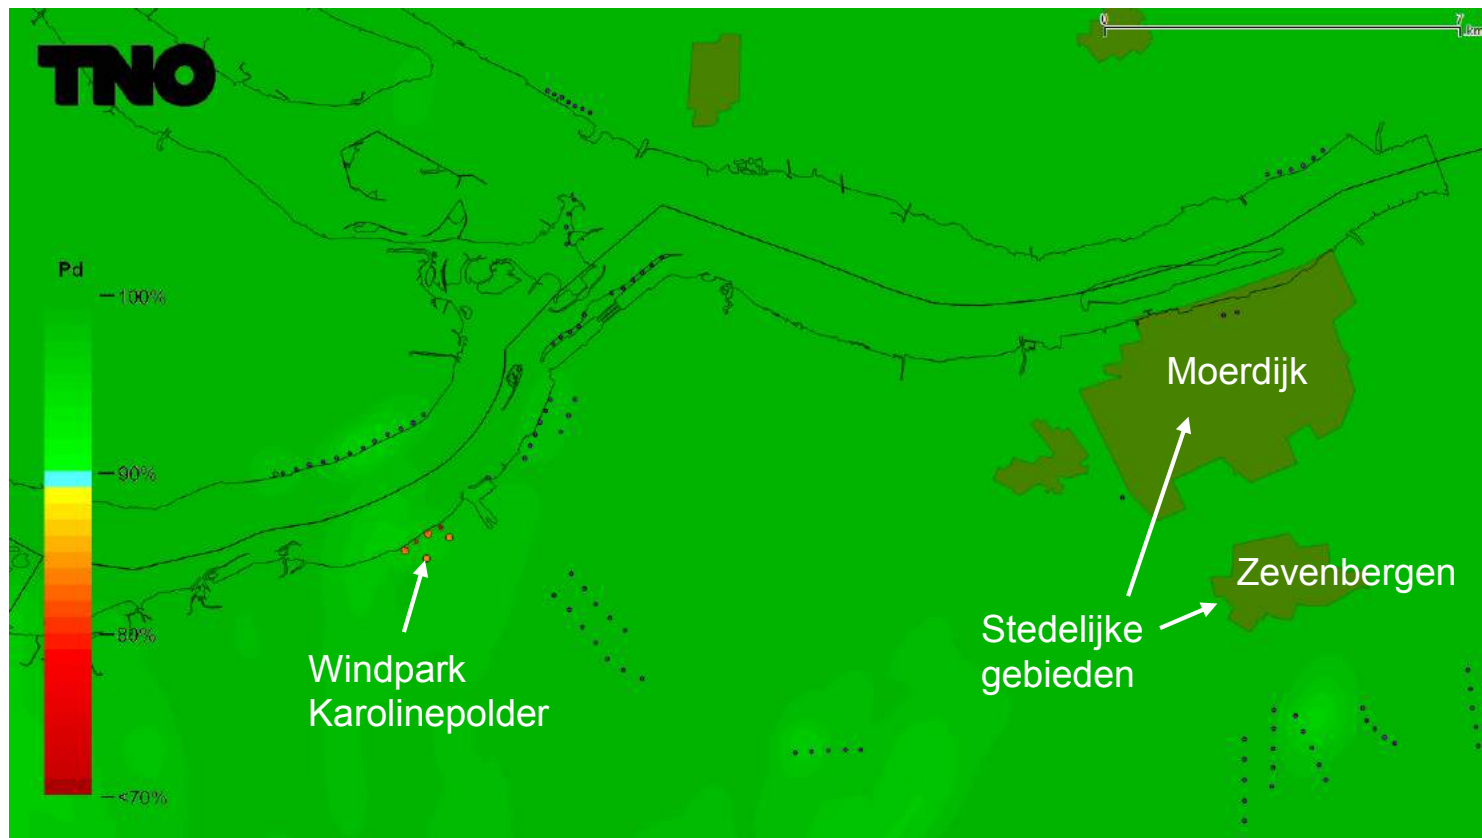 TNO
0 7
km
Pd
100%
90%
80%
<70%
Moerdijk
Zevenbergen
Stedelijke
gebieden
Windpark
Karolinepolder